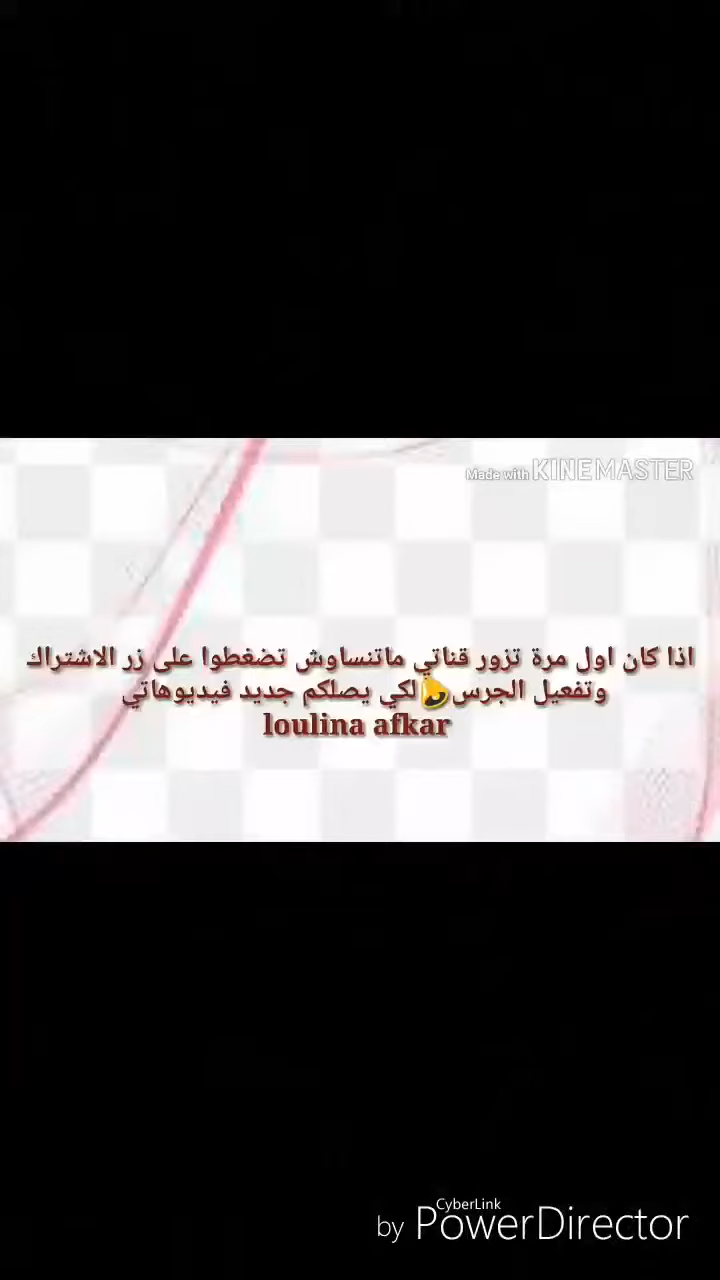 Made with KINEMASTER
اذا كان اول مرة تزور قناتي ماتنساوش تضغطوا على زر الاشتراك
وتفعيل الجرس🔔لكي يصلكم جديد فيديوهاتي
loulina afkar
CyberLink
by PowerDirector